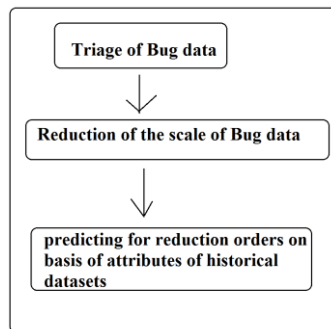 Triage of Bug data
Reduction of the scale of Bug data
predicting for reduction orders on
basis of attributes of historical
datasets